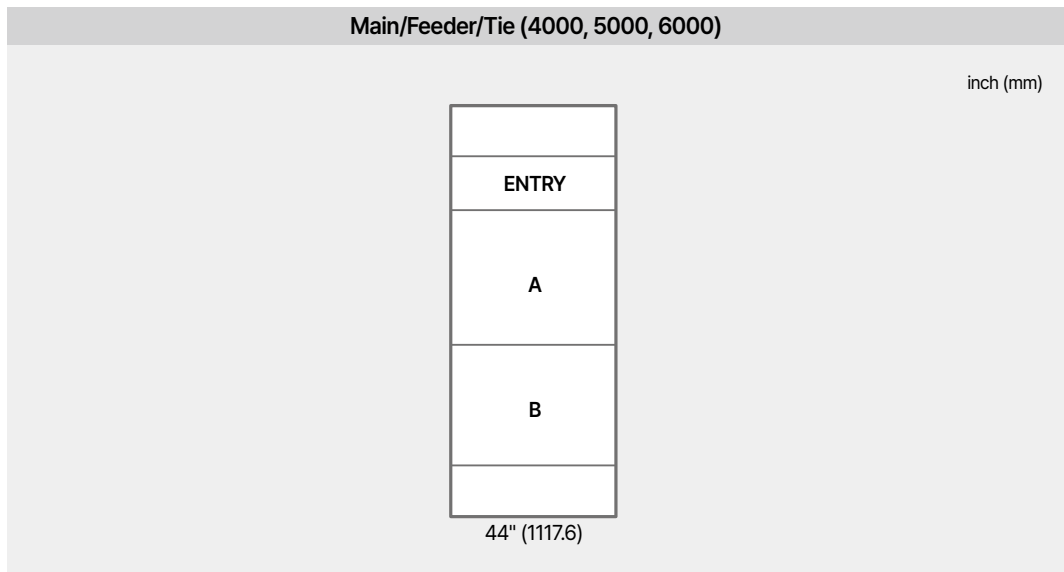 Main/Feeder/Tie (4000, 5000, 6000)
inch (mm)
ENTRY
A
B
44" (1117.6)